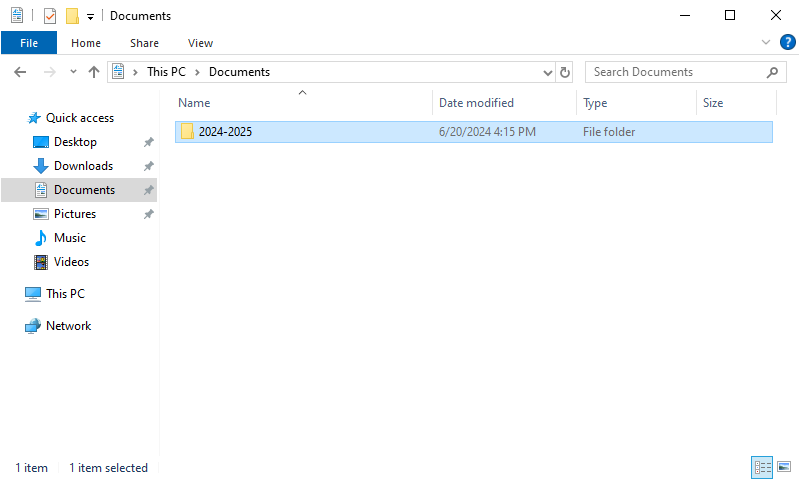 Documents
File Home Share View
This PC Documents Search Documents
Name Date modified Type Size
2024-2025 6/20/2024 4:15 PM File folder
Quick access
Desktop
Downloads
Documents
Pictures
Music
Videos
This PC
Network
1 item 1 item selected